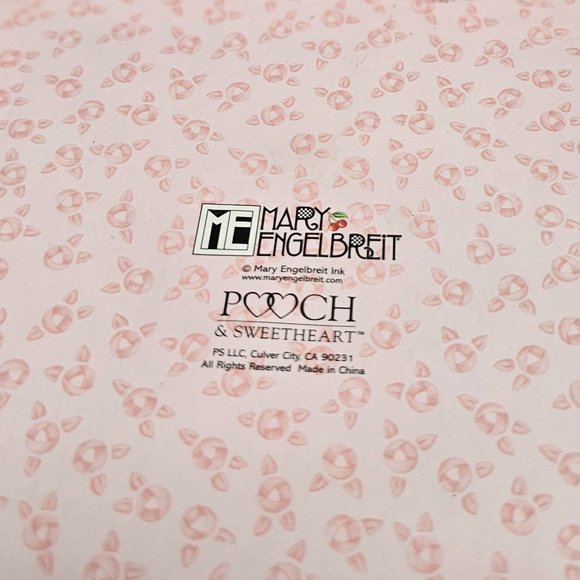 ME MARY
ENGELBREIT
© Mary Engelbreit Ink
www.maryengelbreit.com
POOCH
& SWEETHEART™
PS LLC, Culver City, CA 90231
All Rights Reserved Made in China